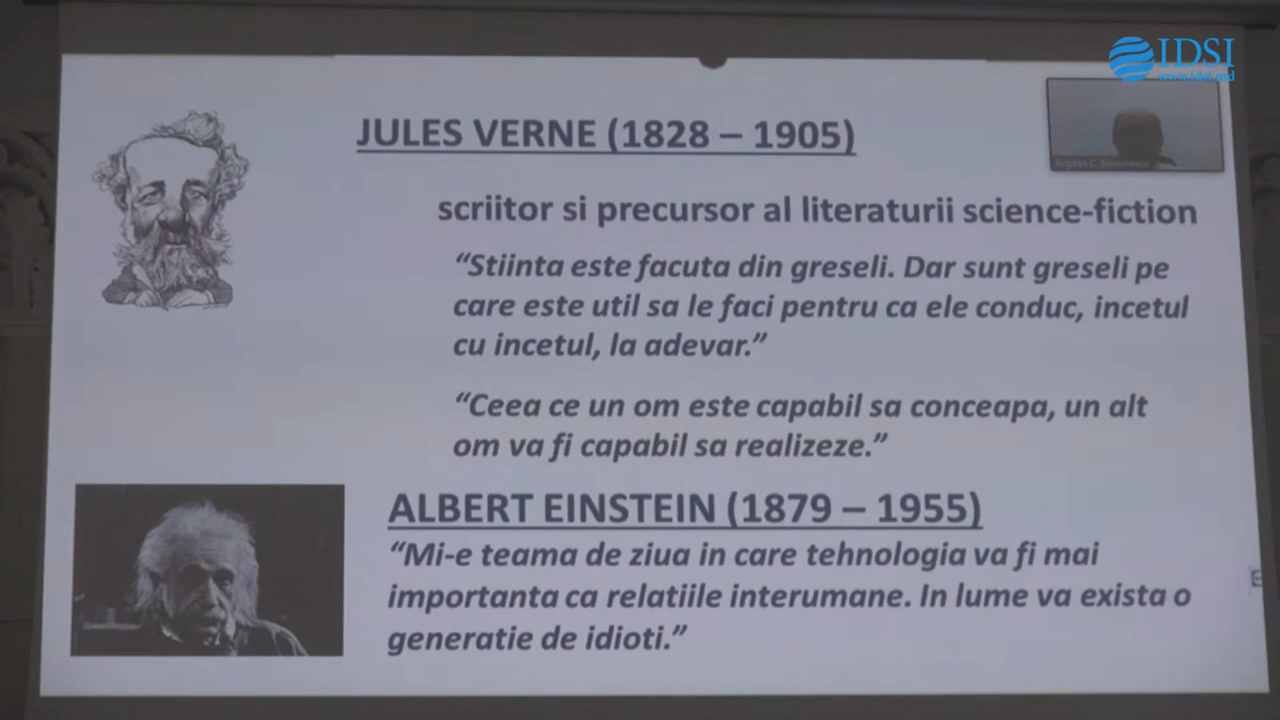 IDSI
www.idsi.md
JULES VERNE (1828 – 1905)
scriitor si precursor al literaturii science-fiction
“Stiinta este facuta din greseli. Dar sunt greseli pe
care este util sa le faci pentru ca ele conduc, incetul
cu incetul, la adevar.”
“Ceea ce un om este capabil sa conceapa, un alt
om va fi capabil sa realizeze.”
ALBERT EINSTEIN (1879 – 1955)
“Mi-e teama de ziua in care tehnologia va fi mai
importanta ca relatiile interumane. In lume va exista o
generatie de idioti.”